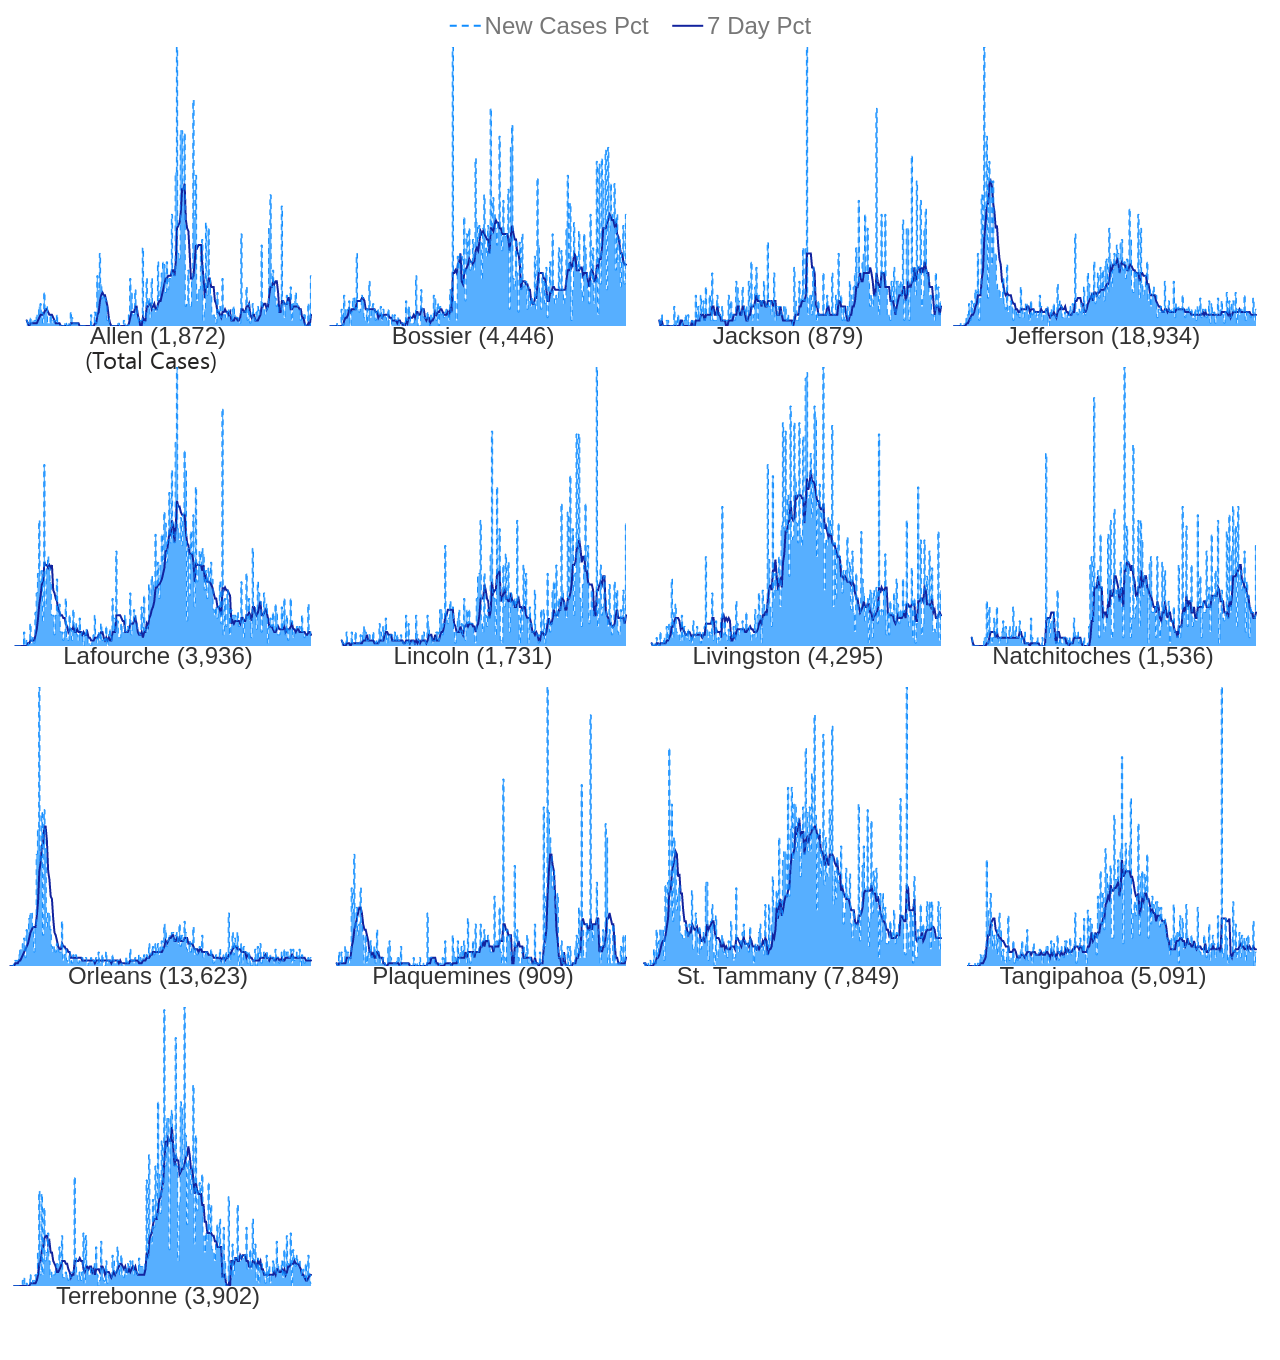 New Cases Pct 7 Day Pct
Allen (1,872) Bossier (4,446) Jackson (879) Jefferson (18,934)
(Total Cases)
Lafourche (3,936) Lincoln (1,731) Livingston (4,295) Natchitoches (1,536)
Orleans (13,623) Plaquemines (909) St. Tammany (7,849) Tangipahoa (5,091)
Terrebonne (3,902)